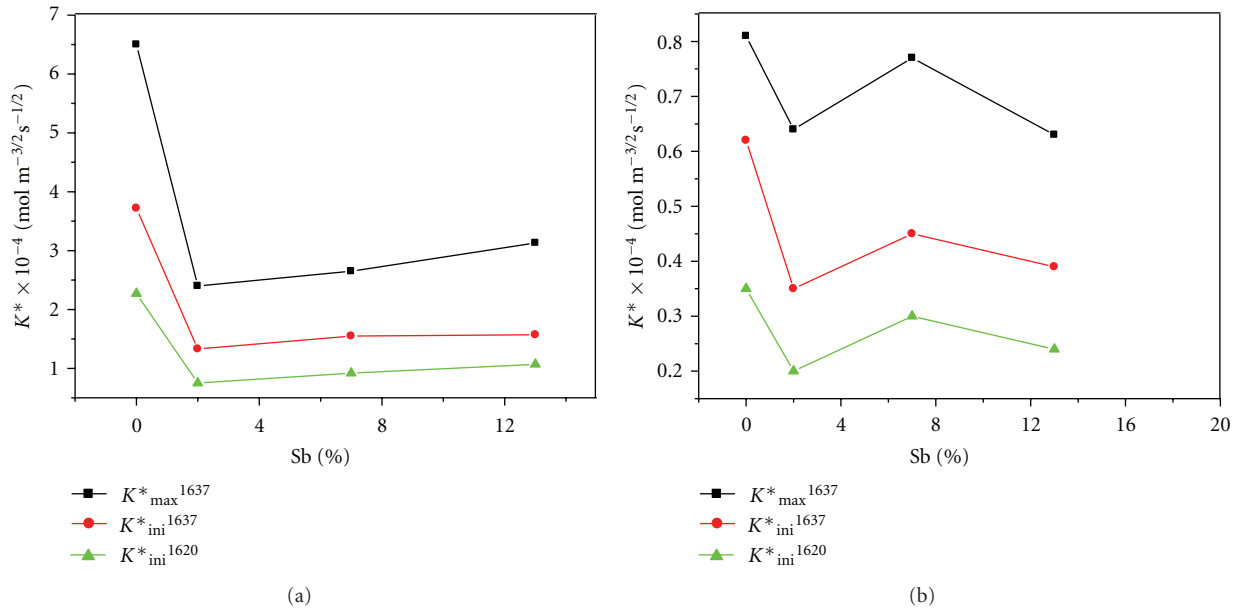 7
6
5
4
3
2
1
K* × 10⁻⁴ (mol m⁻³/²s⁻¹/²)
0 4 8 12
Sb (%)
K*max¹⁶³⁷
K*ini¹⁶³⁷
K*ini¹⁶²⁰
(a)
0.8
0.7
0.6
0.5
0.4
0.3
0.2
K* × 10⁻⁴ (mol m⁻³/²s⁻¹/²)
0 4 8 12 16 20
Sb (%)
K*max¹⁶³⁷
K*ini¹⁶³⁷
K*ini¹⁶²⁰
(b)